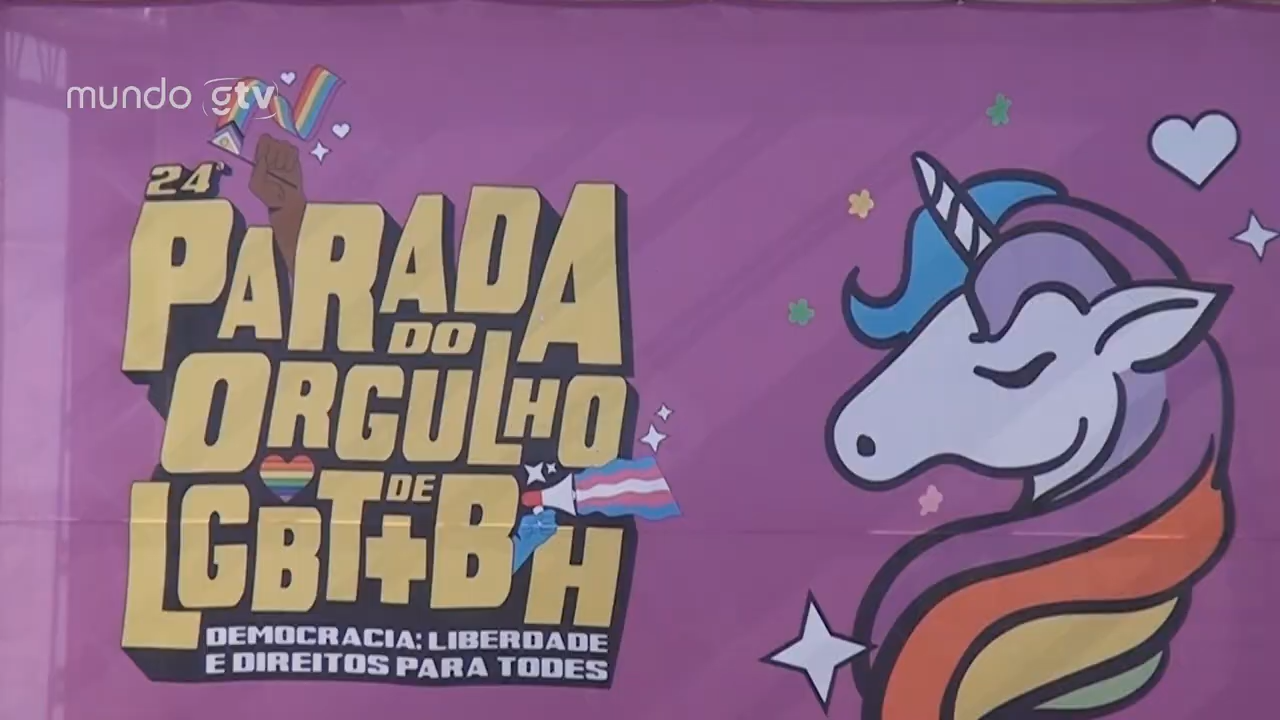 mundo gtv
24ª
PARADA
DO
ORGULHO
DE
LGBT+BH
DEMOCRACIA: LIBERDADE
E DIREITOS PARA TODES